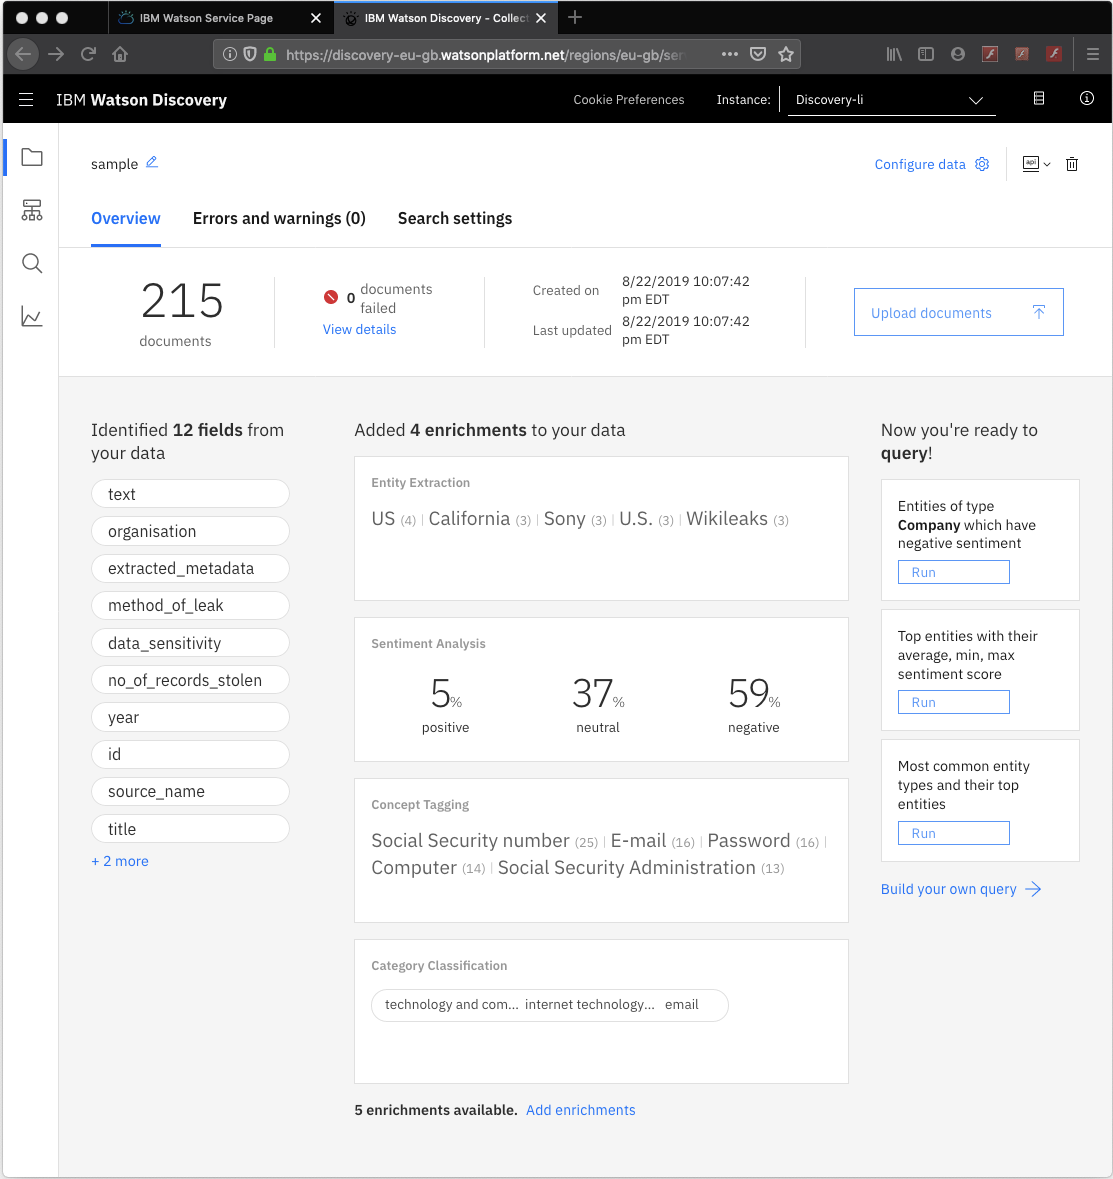 IBM Watson Service Page
IBM Watson Discovery - Collect
https://discovery-eu-gb.watsonplatform.net/regions/eu-gb/ser
IBM Watson Discovery
Cookie Preferences
Instance:
Discovery-li
sample
Configure data
api
Overview
Errors and warnings (0)
Search settings
215
documents
0 documents
failed
View details
Created on
8/22/2019 10:07:42
pm EDT
Last updated
8/22/2019 10:07:42
pm EDT
Upload documents
Identified 12 fields from
your data
text
organisation
extracted_metadata
method_of_leak
data_sensitivity
no_of_records_stolen
year
id
source_name
title
+ 2 more
Added 4 enrichments to your data
Entity Extraction
US (4) | California (3) | Sony (3) | U.S. (3) | Wikileaks (3)
Sentiment Analysis
5%
positive
37%
neutral
59%
negative
Concept Tagging
Social Security number (25) | E-mail (16) | Password (16) |
Computer (14) | Social Security Administration (13)
Category Classification
technology and com... internet technology... email
5 enrichments available. Add enrichments
Now you're ready to
query!
Entities of type
Company which have
negative sentiment
Run
Top entities with their
average, min, max
sentiment score
Run
Most common entity
types and their top
entities
Run
Build your own query